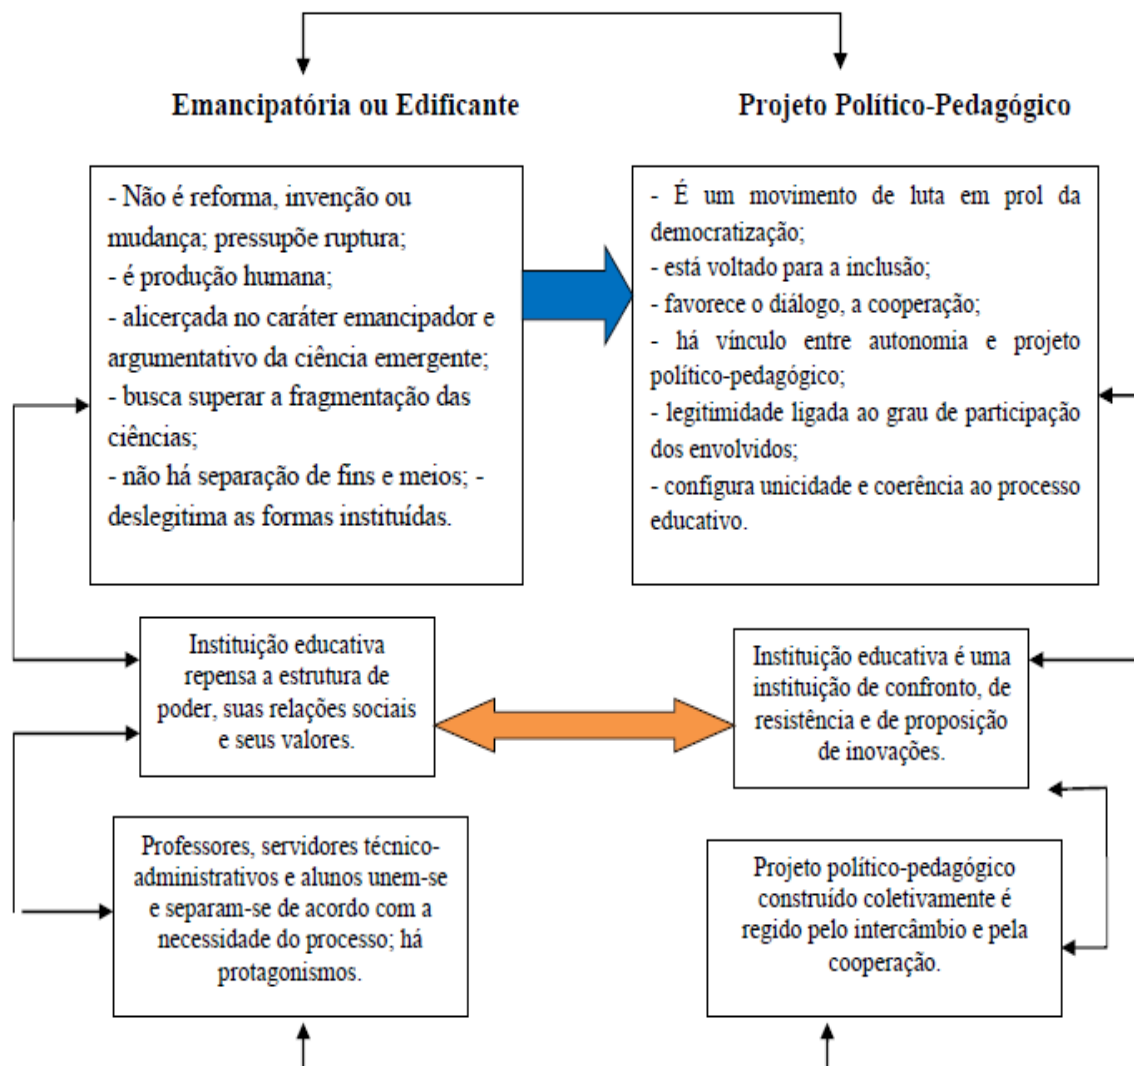 Emancipatória ou Edificante
Projeto Político-Pedagógico
- Não é reforma, invenção ou
mudança; pressupõe ruptura;
- é produção humana;
- alicerçada no caráter emancipador e
argumentativo da ciência emergente;
- busca superar a fragmentação das
ciências;
- não há separação de fins e meios; -
deslegitima as formas instituídas.
- É um movimento de luta em prol da
democratização;
- está voltado para a inclusão;
- favorece o diálogo, a cooperação;
- há vínculo entre autonomia e projeto
político-pedagógico;
- legitimidade ligada ao grau de participação
dos envolvidos;
- configura unicidade e coerência ao processo
educativo.
Instituição educativa
repensa a estrutura de
poder, suas relações sociais
e seus valores.
Instituição educativa é uma
instituição de confronto, de
resistência e de proposição
de inovações.
Professores, servidores técnico-
administrativos e alunos unem-se
e separam-se de acordo com a
necessidade do processo; há
protagonismos.
Projeto político-pedagógico
construído coletivamente é
regido pelo intercâmbio e pela
cooperação.